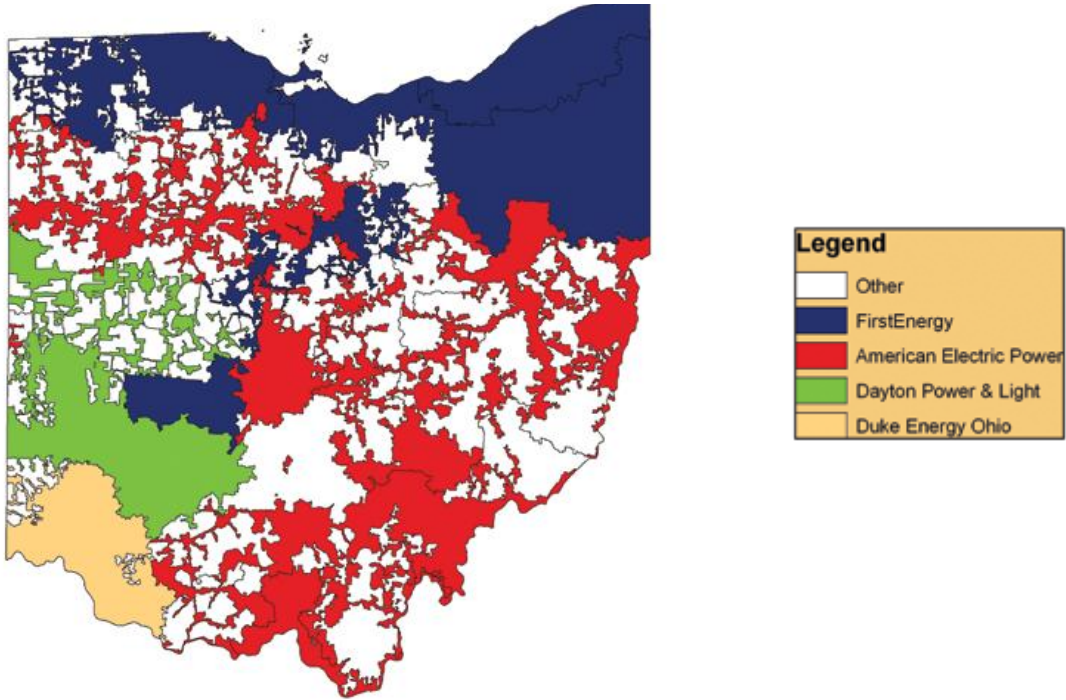 Legend
Other
FirstEnergy
American Electric Power
Dayton Power & Light
Duke Energy Ohio